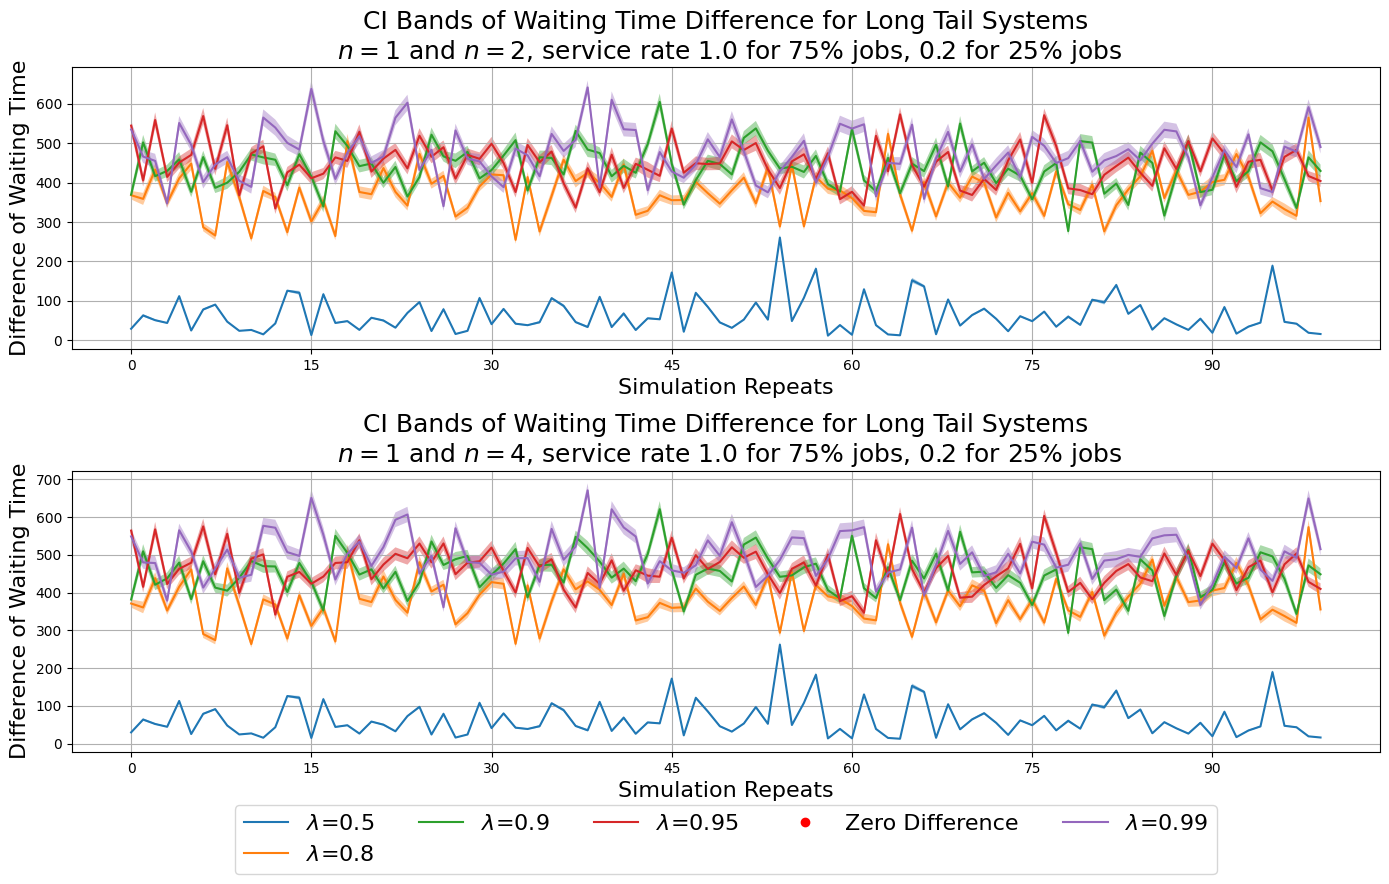 CI Bands of Waiting Time Difference for Long Tail Systems
n = 1 and n = 2, service rate 1.0 for 75% jobs, 0.2 for 25% jobs
Difference of Waiting Time
600
500
400
300
200
100
0
0 15 30 45 60 75 90
Simulation Repeats
CI Bands of Waiting Time Difference for Long Tail Systems
n = 1 and n = 4, service rate 1.0 for 75% jobs, 0.2 for 25% jobs
Difference of Waiting Time
700
600
500
400
300
200
100
0
0 15 30 45 60 75 90
Simulation Repeats
λ=0.5 λ=0.9 λ=0.95 Zero Difference λ=0.99
λ=0.8